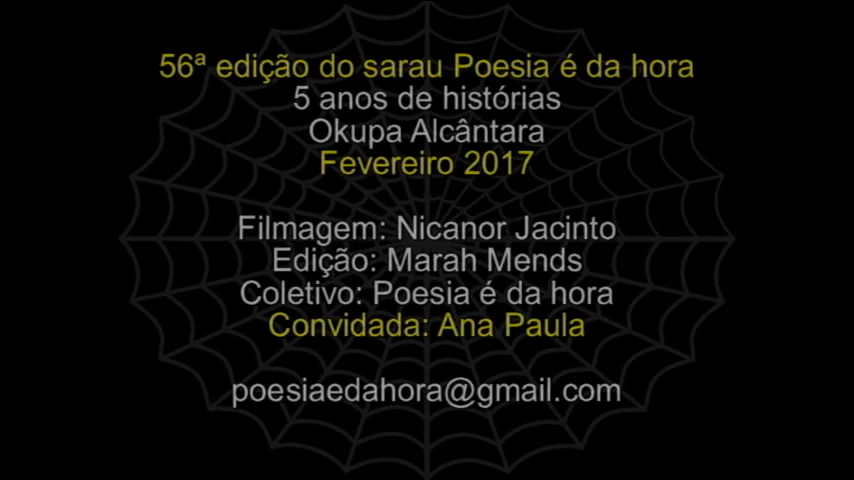 56ª edição do sarau Poesia é da hora
5 anos de histórias
Okupa Alcântara
Fevereiro 2017
Filmagem: Nicanor Jacinto
Edição: Marah Mends
Coletivo: Poesia é da hora
Convidada: Ana Paula
poesiaedahora@gmail.com